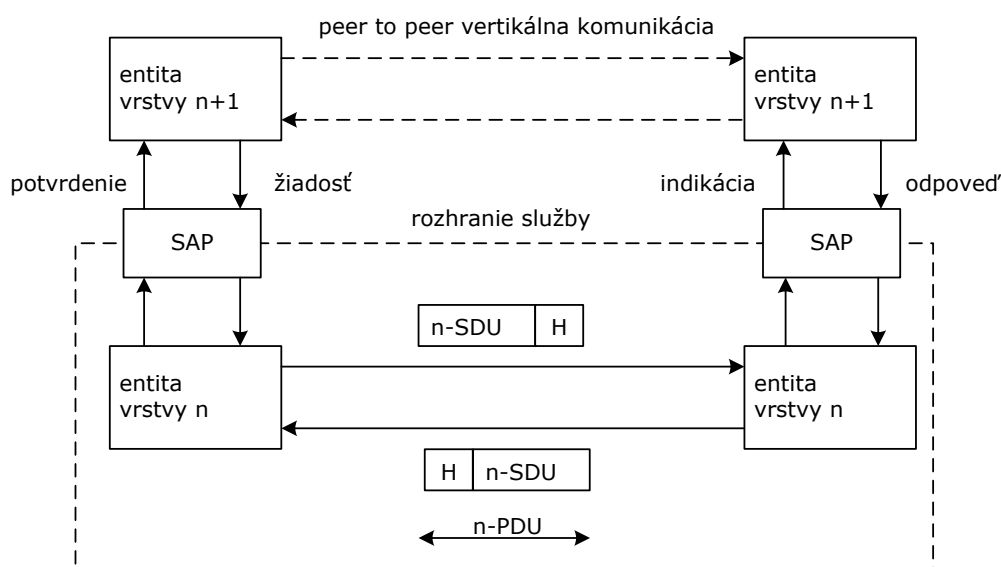 peer to peer vertikálna komunikácia
entita
vrstvy n+1
entita
vrstvy n+1
potvrdenie
žiadosť
indikácia
odpoveď
rozhranie služby
SAP
SAP
n-SDU H
entita
vrstvy n
entita
vrstvy n
H n-SDU
n-PDU